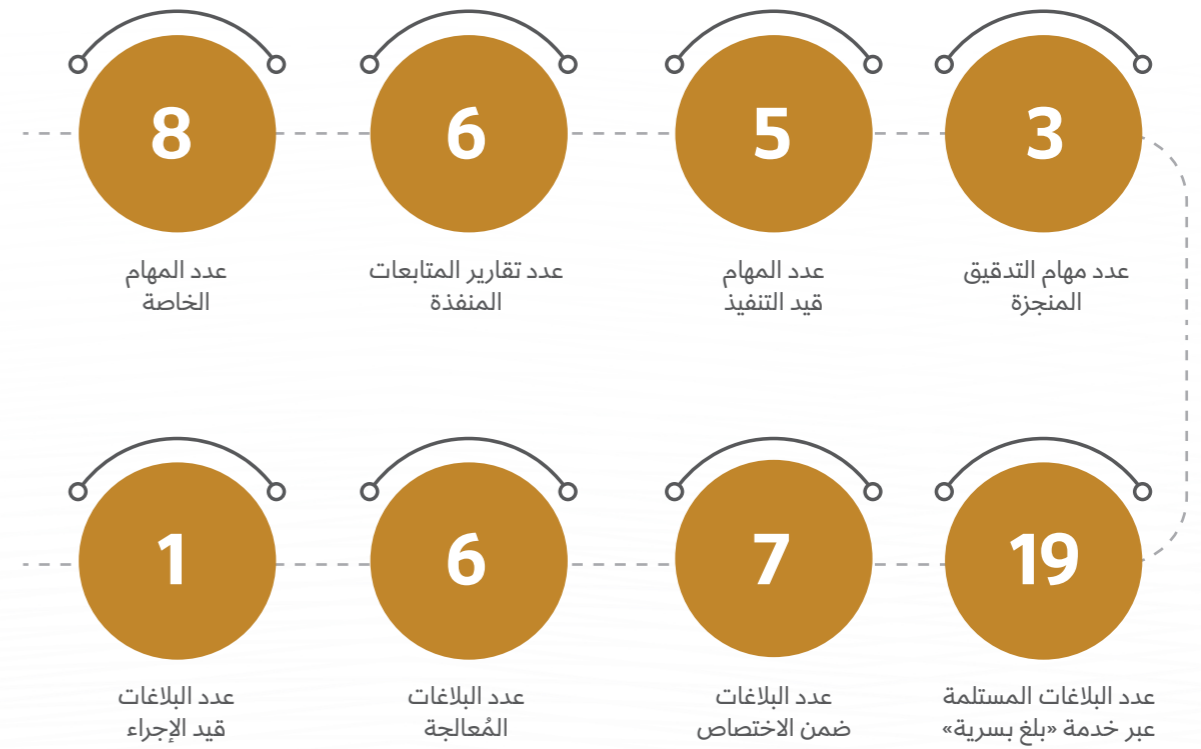 3
عدد مهام التدقيق
المنجزة
5
عدد المهام
قيد التنفيذ
6
عدد تقارير المتابعات
المنفذة
8
عدد المهام
الخاصة
19
عدد البلاغات المستلمة
عبر خدمة «بلغ بسرية»
7
عدد البلاغات
ضمن الاختصاص
6
عدد البلاغات
المُعالجة
1
عدد البلاغات
قيد الإجراء